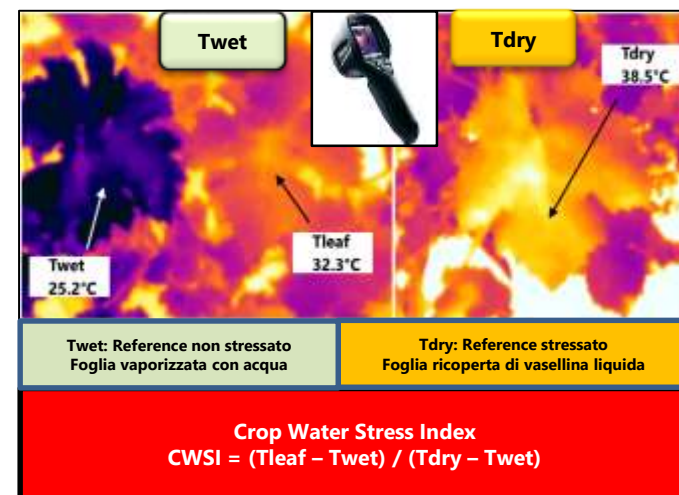 Twet
Tdry
Tdry
38.5°C
Tleaf
32.3°C
Twet
25.2°C
Twet: Reference non stressato
Foglia vaporizzata con acqua
Tdry: Reference stressato
Foglia ricoperta di vasellina liquida
Crop Water Stress Index
CWSI = (Tleaf – Twet) / (Tdry – Twet)